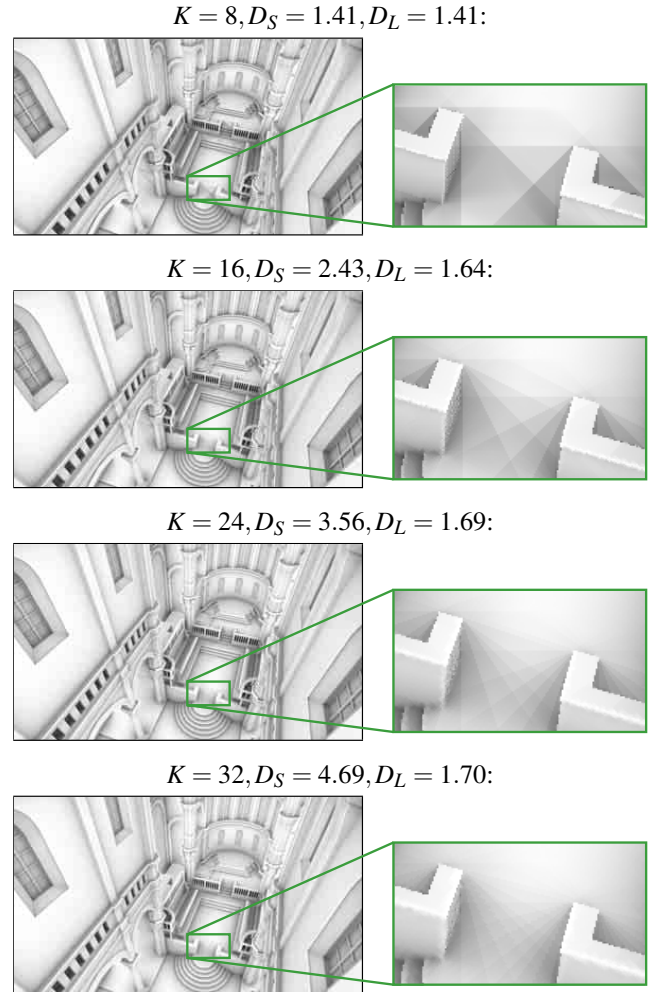 K = 8, D_S = 1.41, D_L = 1.41:
K = 16, D_S = 2.43, D_L = 1.64:
K = 24, D_S = 3.56, D_L = 1.69:
K = 32, D_S = 4.69, D_L = 1.70: